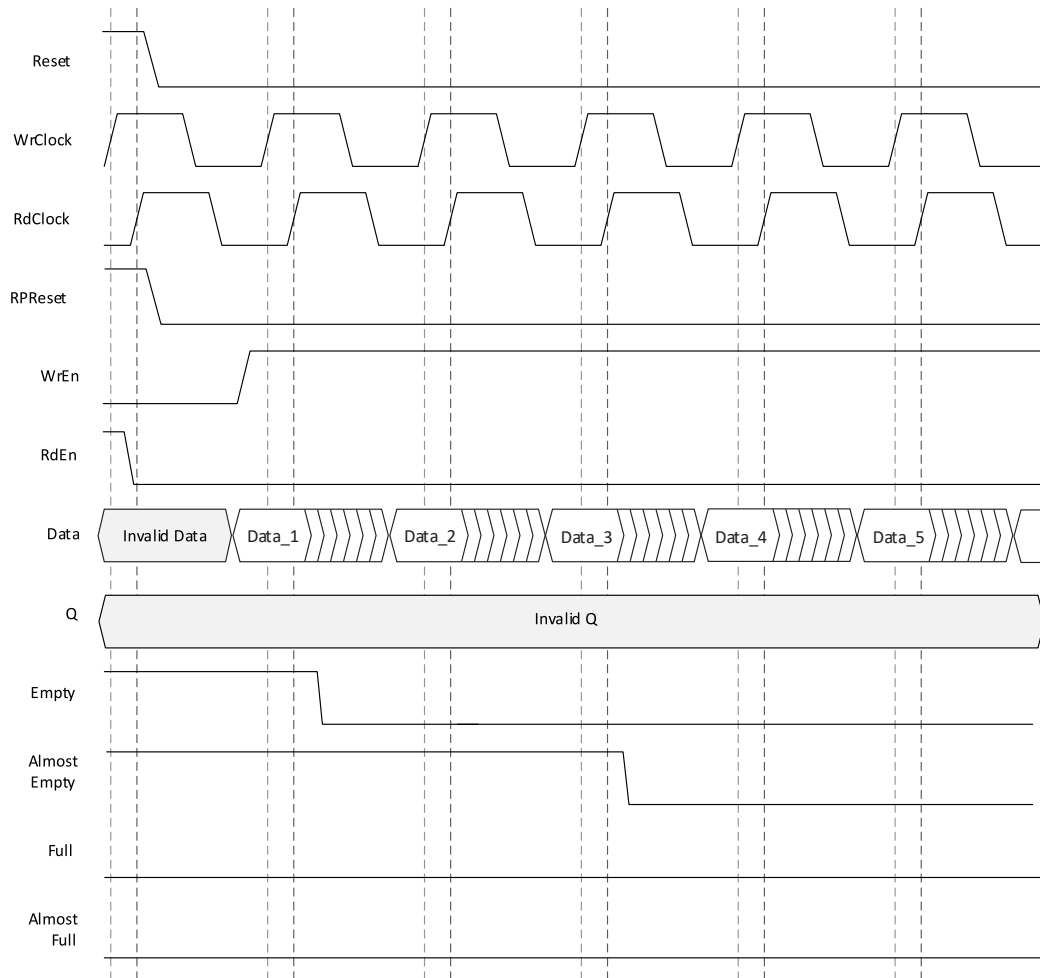 Reset
WrClock
RdClock
RPReset
WrEn
RdEn
Data
Invalid Data
Data_1
Data_2
Data_3
Data_4
Data_5
Q
Invalid Q
Empty
Almost
Empty
Full
Almost
Full